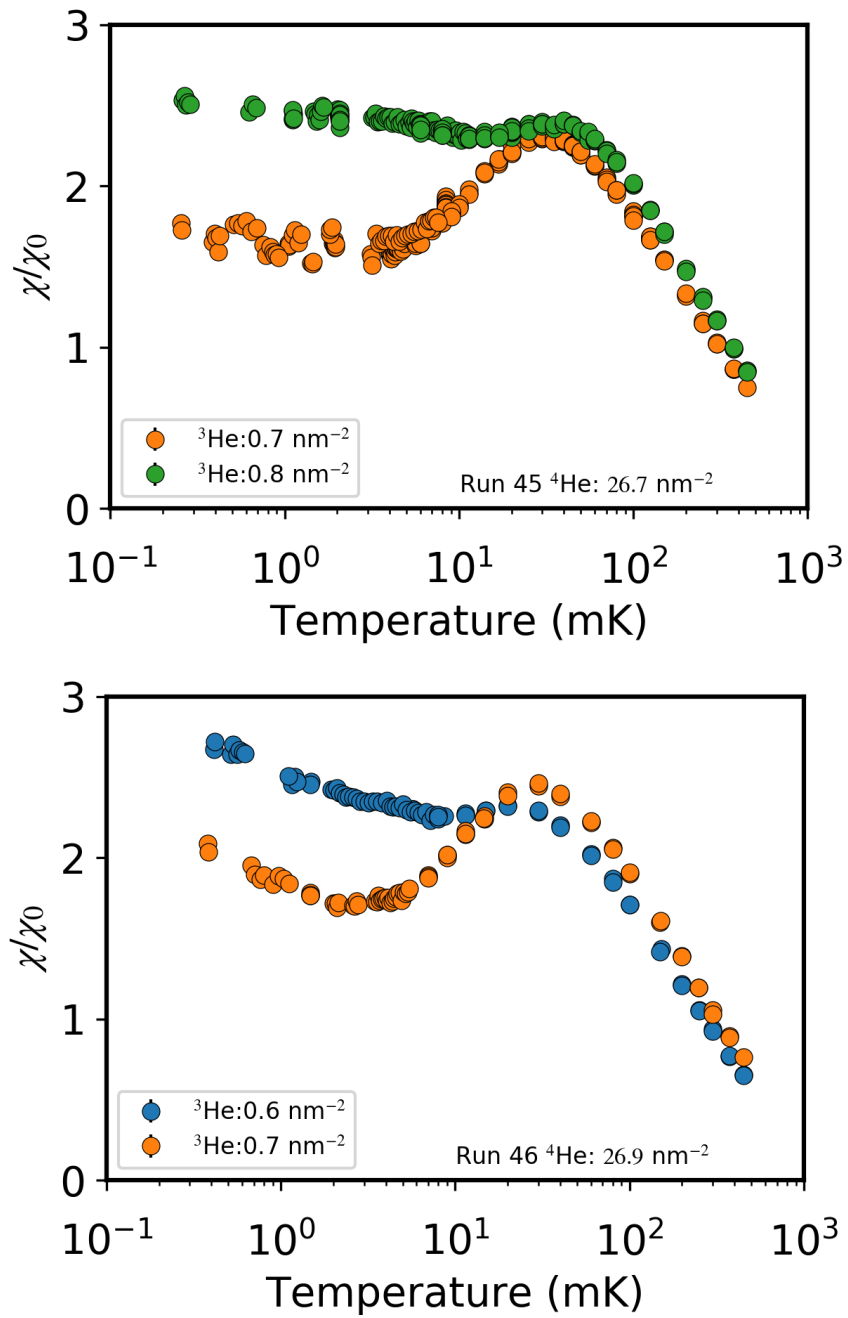 3
2
1
0
χ/χ0
³He:0.7 nm⁻²
³He:0.8 nm⁻²
Run 45 ⁴He: 26.7 nm⁻²
10⁻¹ 10⁰ 10¹ 10² 10³
Temperature (mK)
3
2
1
0
χ/χ0
³He:0.6 nm⁻²
³He:0.7 nm⁻²
Run 46 ⁴He: 26.9 nm⁻²
10⁻¹ 10⁰ 10¹ 10² 10³
Temperature (mK)